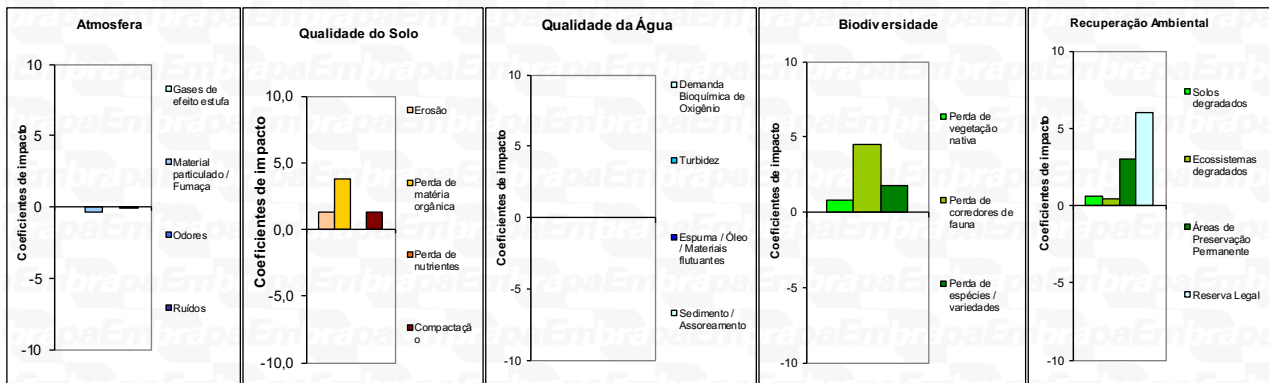 Atmosfera
Coeficientes de impacto
10
5
0
-5
-10
Gases de
efeito estufa
Material
particulado /
Fumaça
Odores
Ruídos
Qualidade do Solo
Coeficientes de impacto
10,0
5,0
0,0
-5,0
-10,0
Erosão
Perda de
matéria
orgânica
Perda de
nutrientes
Compactaçã
o
Qualidade da Água
Coeficientes de impacto
10
5
0
-5
-10
Demanda
Bioquímica de
Oxigênio
Turbidez
Espuma / Óleo
/ Materiais
flutuantes
Sedimento /
Assoreamento
Biodiversidade
Coeficientes de impacto
10
5
0
-5
-10
Perda de
vegetação
nativa
Perda de
corredores de
fauna
Perda de
espécies /
variedades
Recuperação Ambiental
Coeficientes de impacto
10
5
0
-5
-10
Solos
degradados
Ecossistemas
degradados
Áreas de
Preservação
Permanente
Reserva Legal
Embrapa